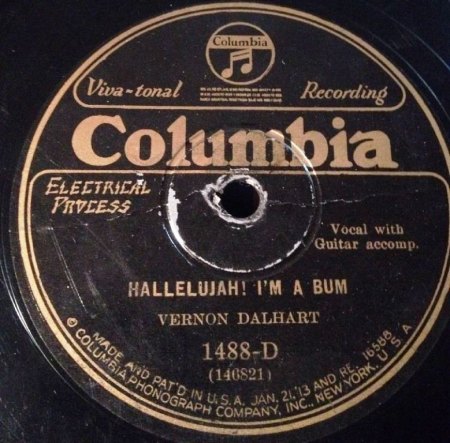 Columbia
Viva-tonal Recording
Columbia
ELECTRICAL
PROCESS
Vocal with
Guitar accomp.
HALLELUJAH! I'M A BUM
VERNON DALHART
1488-D
(146821)
MADE AND PAT'D IN U.S.A. JAN. 21,'13 AND RE. 16588
© COLUMBIA PHONOGRAPH COMPANY, INC., NEW YORK, U.S.A.